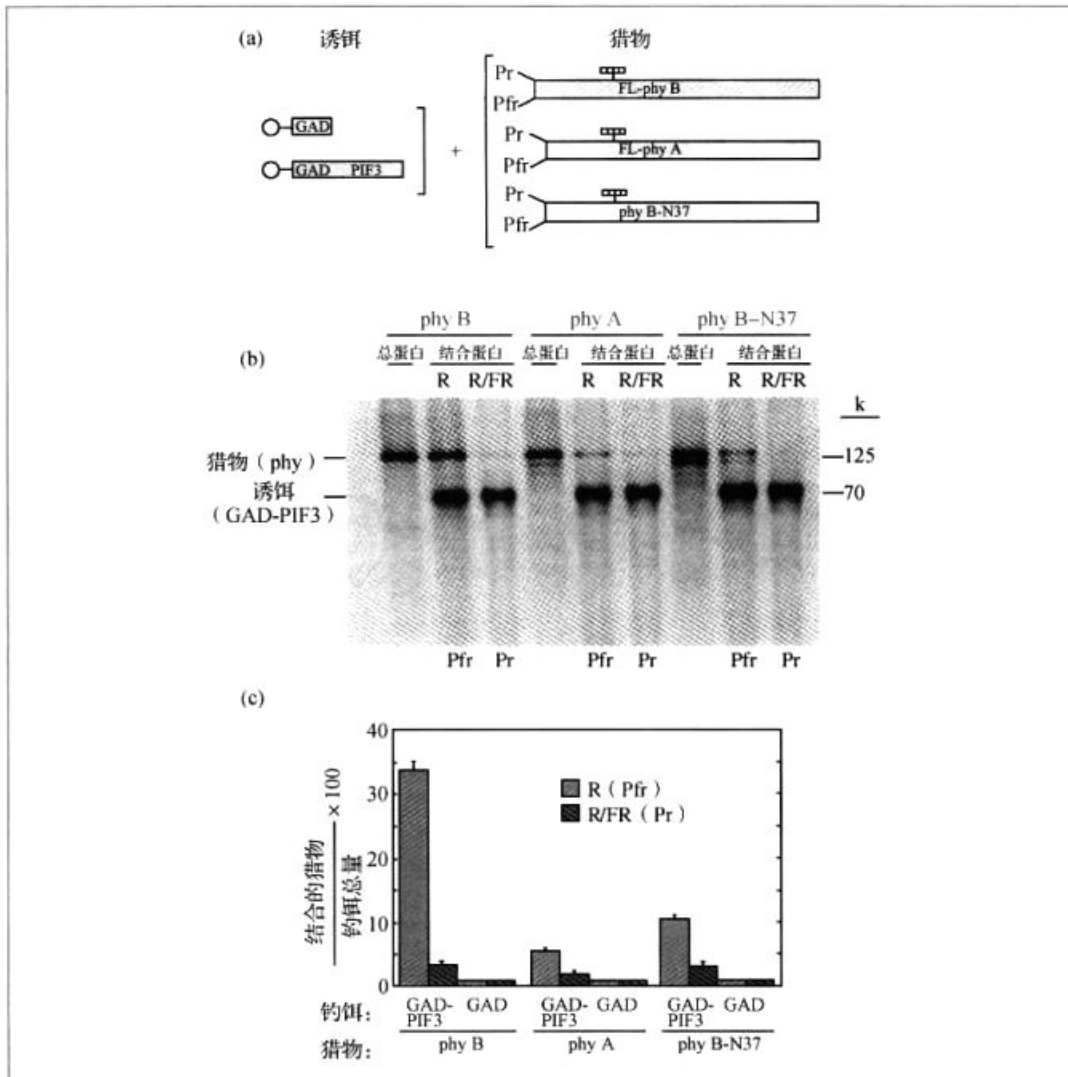 (a) 诱饵 猎物
Pr
FL-phy B
Pfr
GAD
Pr
+
FL-phy A
Pfr
GAD PIF3
Pr
phy B-N37
Pfr
phy B phy A phy B-N37
(b) 总蛋白 结合蛋白 总蛋白 结合蛋白 总蛋白 结合蛋白
R R/FR R R/FR R R/FR
k
猎物(phy) 125
诱饵 70
(GAD-PIF3)
Pfr Pr Pfr Pr Pfr Pr
(c)
40
R(Pfr)
30
R/FR(Pr)
结合的猎物
钓饵总量
×100
20
10
0
钓饵: GAD-PIF3 GAD GAD-PIF3 GAD GAD-PIF3 GAD
猎物: phy B phy A phy B-N37